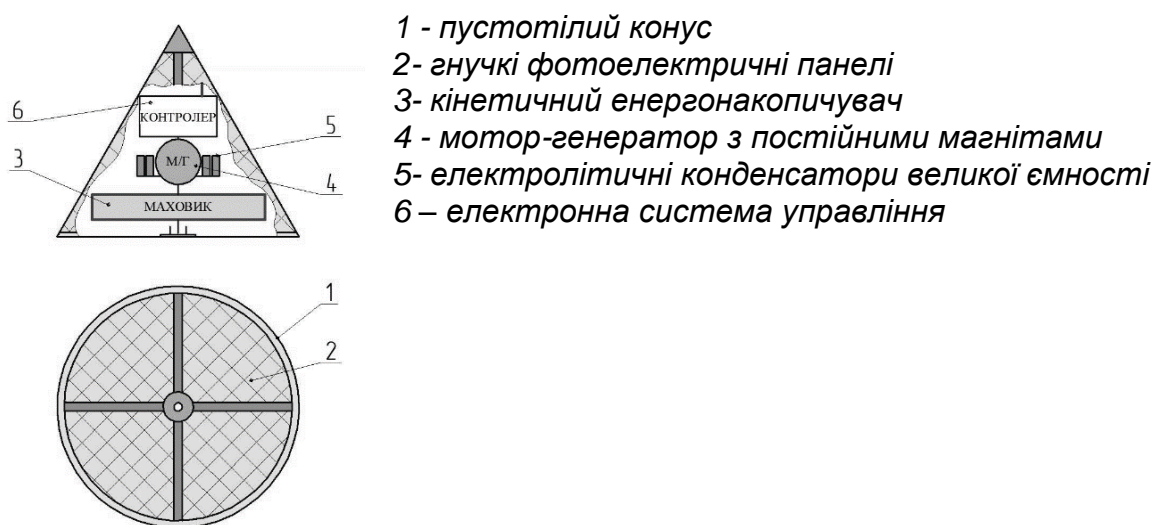 1 - пустотілий конус
2- гнучкі фотоелектричні панелі
3- кінетичний енергонакопичувач
4 - мотор-генератор з постійними магнітами
5- електролітичні конденсатори великої ємності
6 – електронна система управління
6
КОНТРОЛЕР
5
3
М/Г
4
МАХОВИК
1
2